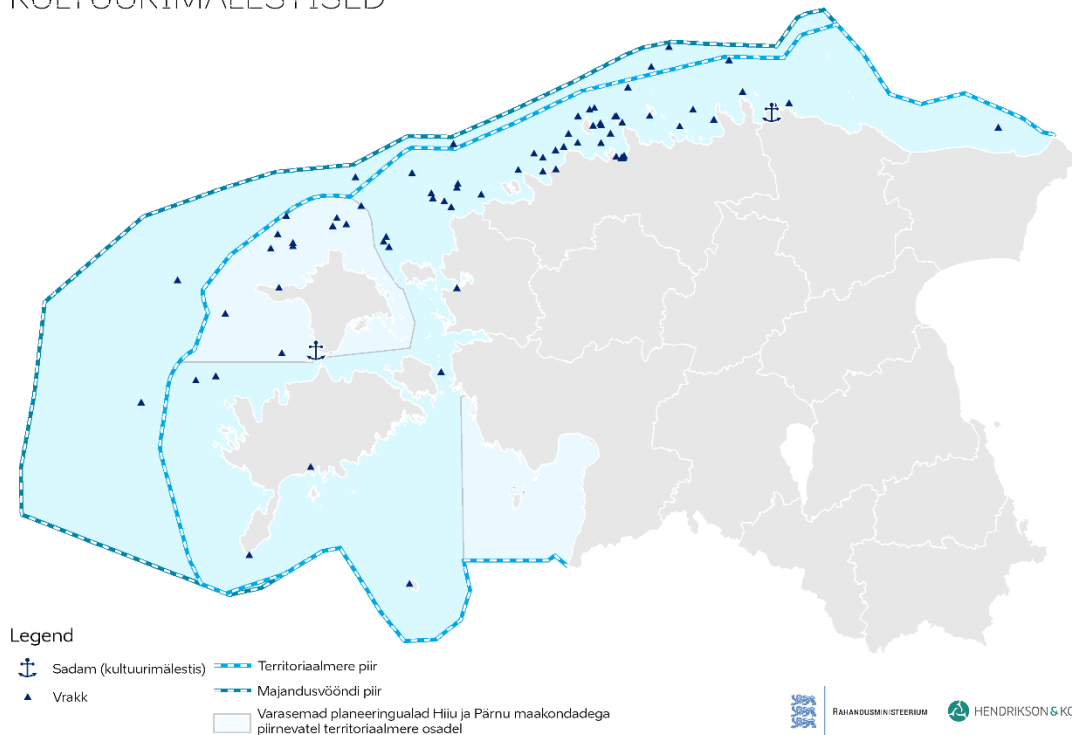 KULTUURIMÄLESTISED
Legend
Sadam (kultuurimälestis)
Vrakk
Territoriaalmere piir
Majandusvööndi piir
Varasemad planeeringualad Hiiu ja Pärnu maakondadega
piirnevatel territoriaalmere osadel
RAHANDUSMINISTEERIUM
HENDRIKSON & KO